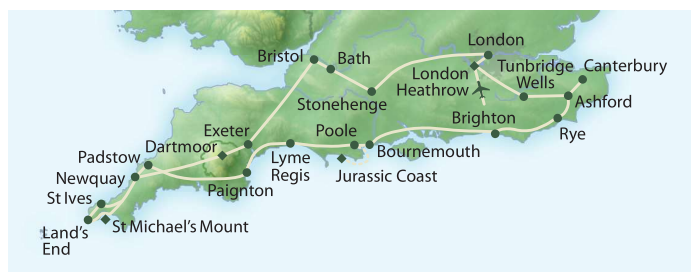 London
Bristol
Bath
London
Heathrow
Tunbridge
Wells
Canterbury
Stonehenge
Ashford
Brighton
Rye
Exeter
Poole
Dartmoor
Bournemouth
Padstow
Lyme
Regis
Newquay
Jurassic Coast
Paignton
St Ives
St Michael's Mount
Land's
End